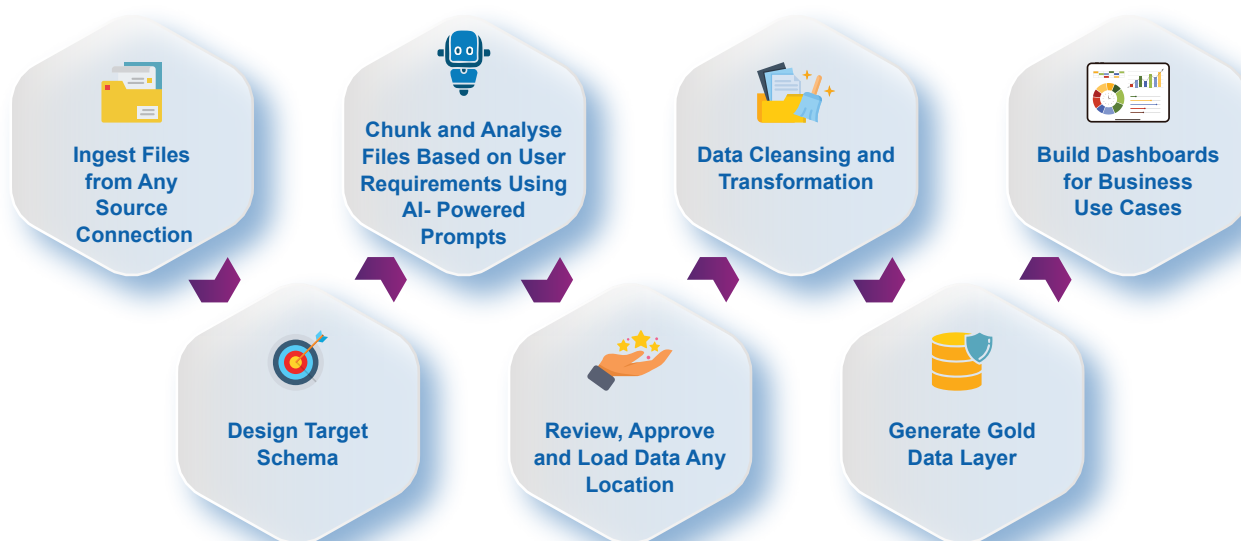 Ingest Files
from Any
Source
Connection
Design Target
Schema
Chunk and Analyse
Files Based on User
Requirements Using
AI- Powered
Prompts
Review, Approve
and Load Data Any
Location
Data Cleansing and
Transformation
Generate Gold
Data Layer
Build Dashboards
for Business
Use Cases